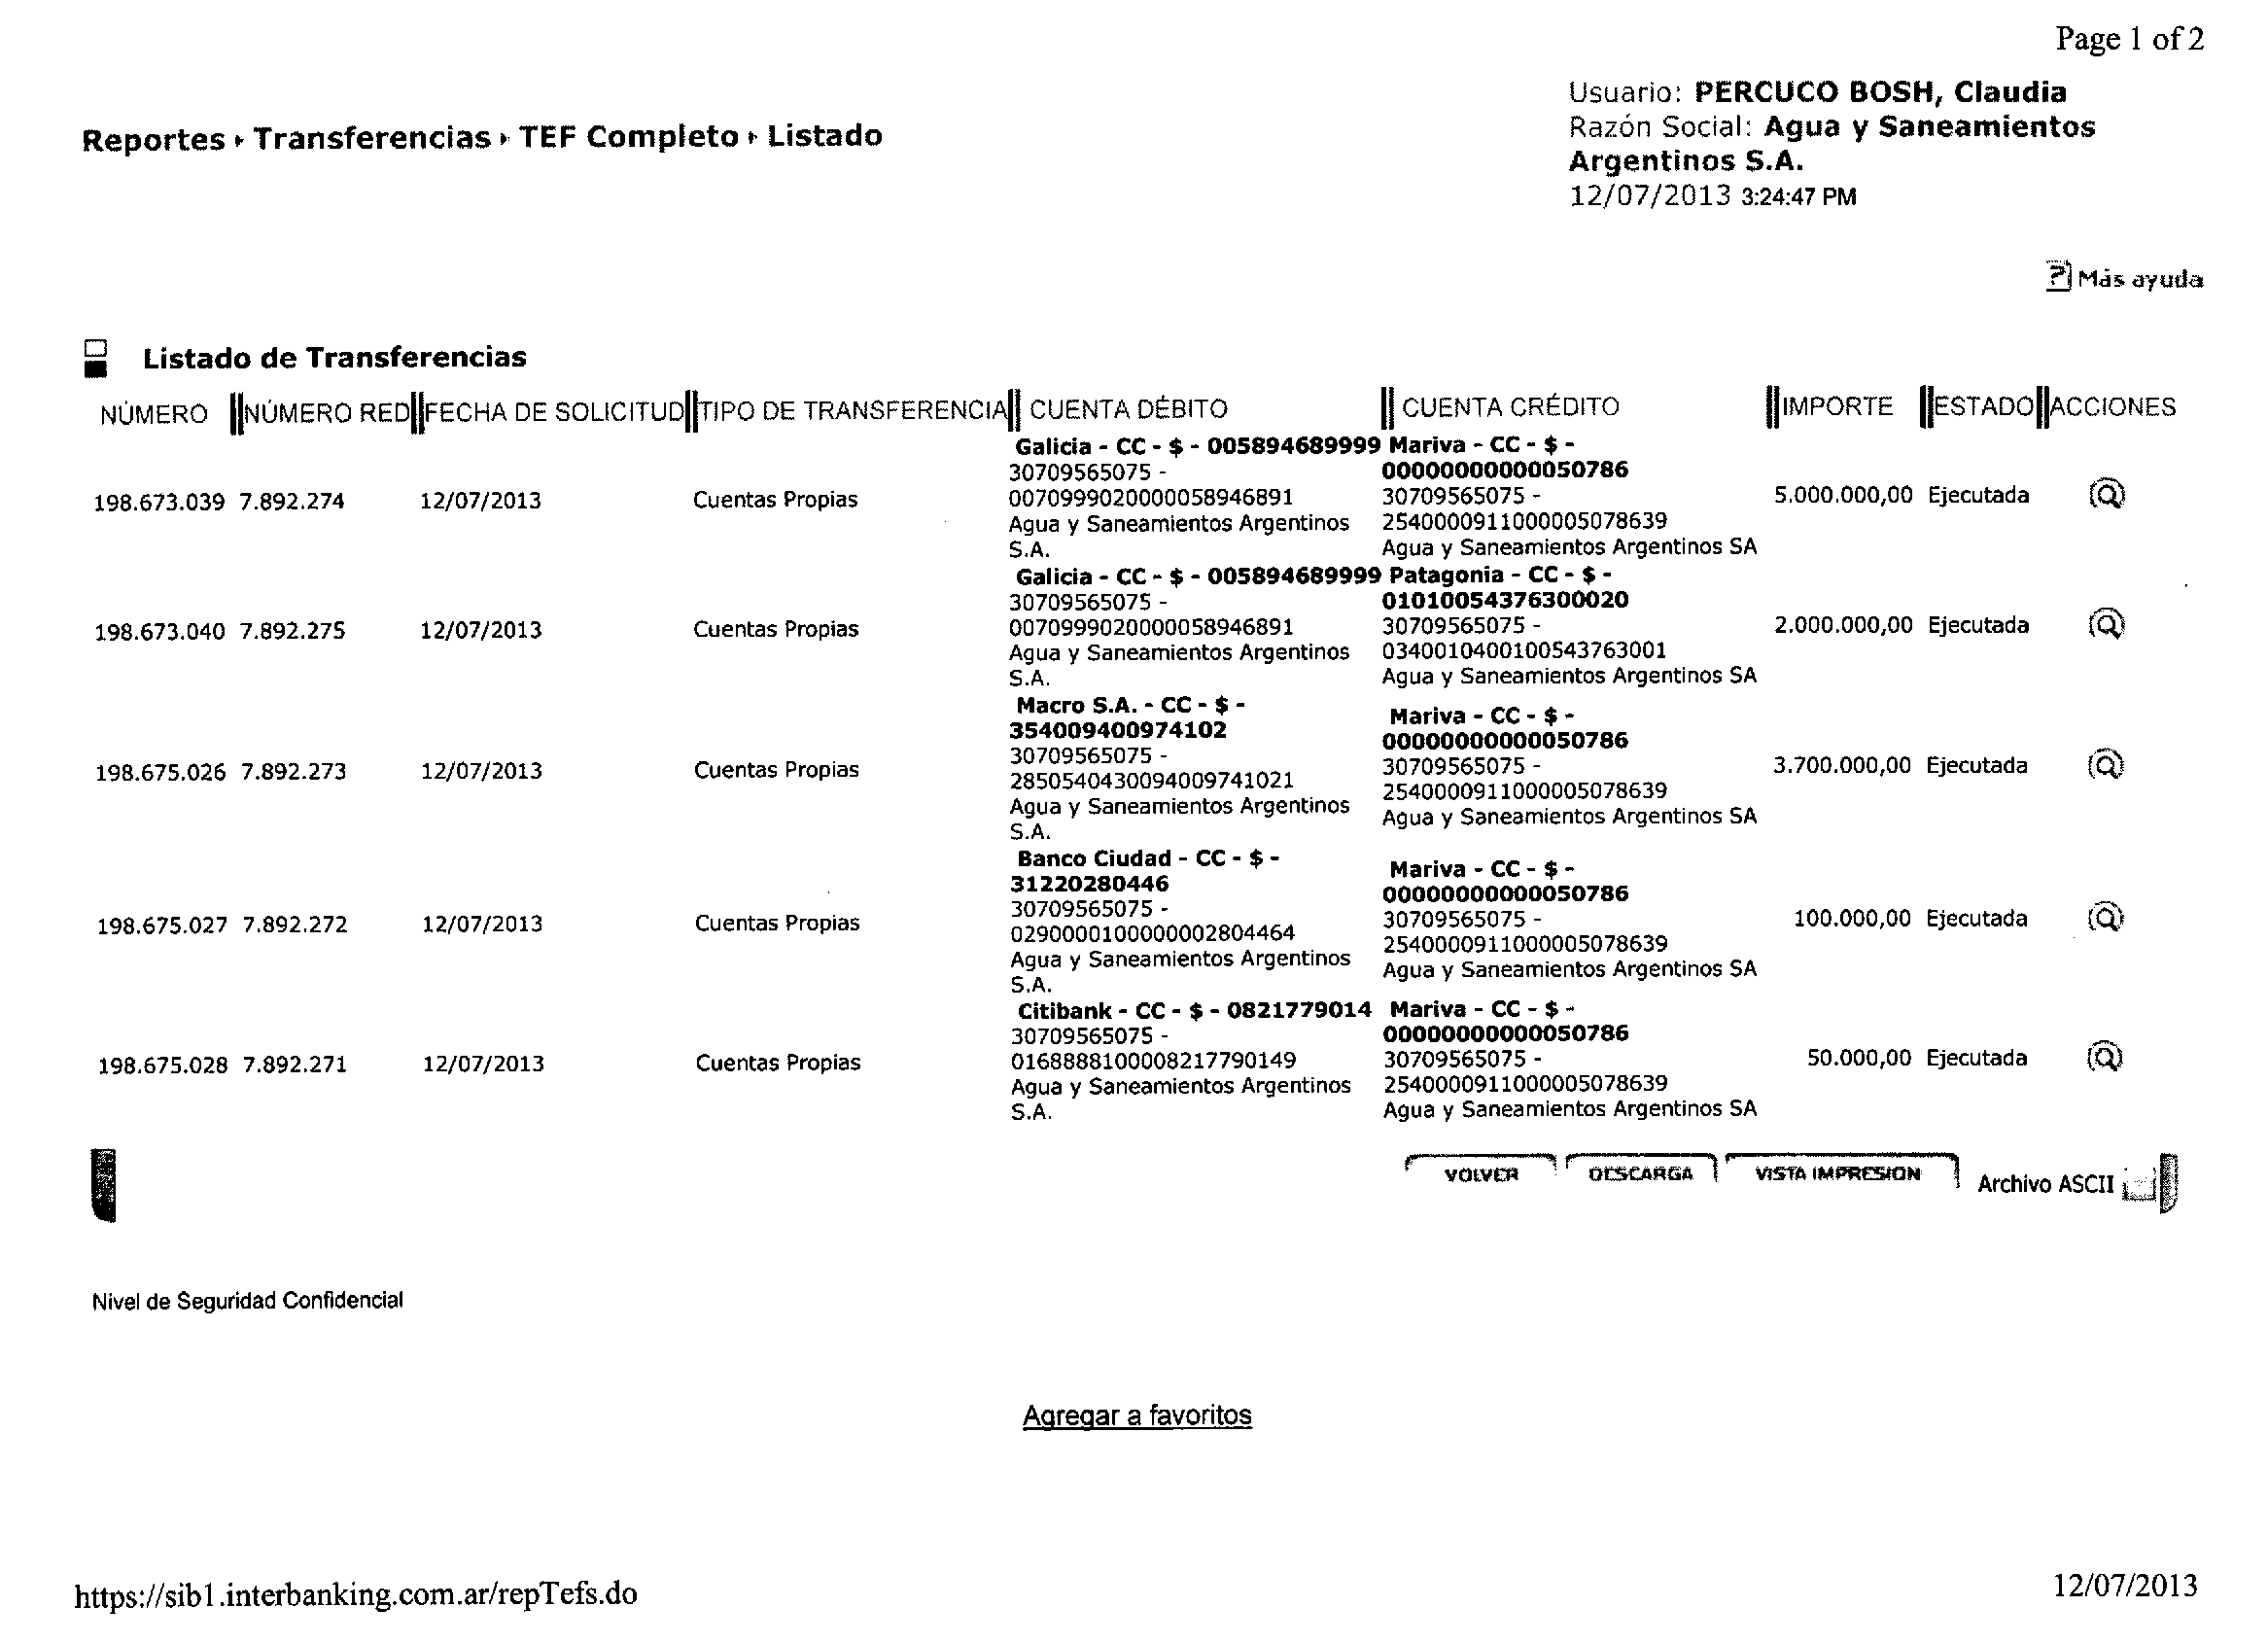 Page 1 of 2
Usuario: PERCUCO BOSH, Claudia
Razón Social: Agua y Saneamientos
Argentinos S.A.
12/07/2013 3:24:47 PM
Reportes ▸ Transferencias ▸ TEF Completo ▸ Listado
Más ayuda
Listado de Transferencias
NÚMERO NÚMERO RED FECHA DE SOLICITUD TIPO DE TRANSFERENCIA CUENTA DÉBITO CUENTA CRÉDITO IMPORTE ESTADO ACCIONES
Galicia - CC - $ - 005894689999 Mariva - CC - $ -
30709565075 - 00000000000050786
198.673.039 7.892.274 12/07/2013 Cuentas Propias 0070999020000058946891 30709565075 - 5.000.000,00 Ejecutada
Agua y Saneamientos Argentinos 2540000911000005078639
S.A. Agua y Saneamientos Argentinos SA
Galicia - CC - $ - 005894689999 Patagonia - CC - $ -
30709565075 - 01010054376300020
198.673.040 7.892.275 12/07/2013 Cuentas Propias 0070999020000058946891 30709565075 - 2.000.000,00 Ejecutada
Agua y Saneamientos Argentinos 0340010400100543763001
S.A. Agua y Saneamientos Argentinos SA
Macro S.A. - CC - $ - Mariva - CC - $ -
354009400974102 00000000000050786
198.675.026 7.892.273 12/07/2013 Cuentas Propias 30709565075 - 30709565075 - 3.700.000,00 Ejecutada
2850540430094009741021 2540000911000005078639
Agua y Saneamientos Argentinos Agua y Saneamientos Argentinos SA
S.A.
Banco Ciudad - CC - $ - Mariva - CC - $ -
31220280446 00000000000050786
198.675.027 7.892.272 12/07/2013 Cuentas Propias 30709565075 - 30709565075 - 100.000,00 Ejecutada
0290000100000002804464 2540000911000005078639
Agua y Saneamientos Argentinos Agua y Saneamientos Argentinos SA
S.A.
Citibank - CC - $ - 0821779014 Mariva - CC - $ -
30709565075 - 00000000000050786
198.675.028 7.892.271 12/07/2013 Cuentas Propias 0168888100008217790149 30709565075 - 50.000,00 Ejecutada
Agua y Saneamientos Argentinos 2540000911000005078639
S.A. Agua y Saneamientos Argentinos SA
VOLVER DESCARGA VISTA IMPRESION Archivo ASCII
Nivel de Seguridad Confidencial
Agregar a favoritos
https://sib1.interbanking.com.ar/repTefs.do 12/07/2013